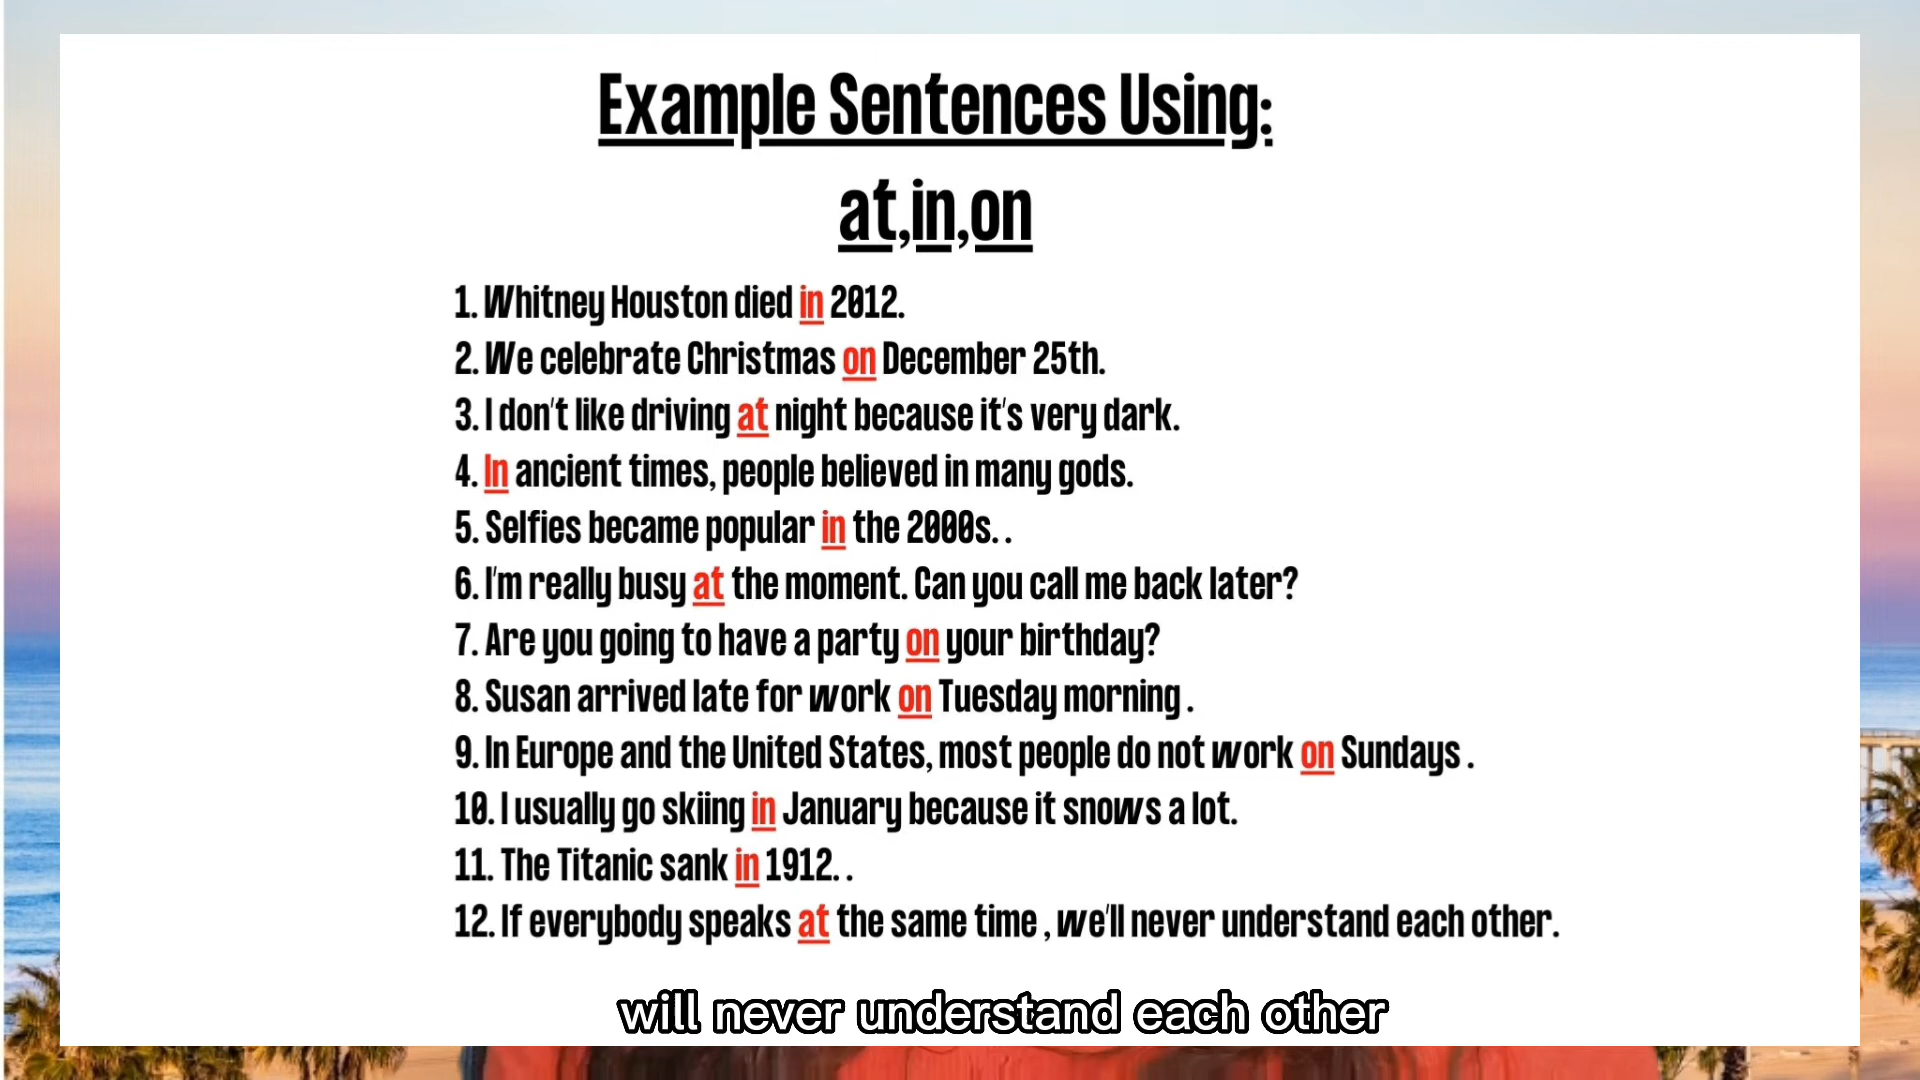 Example Sentences Using:
at,in,on
1. Whitney Houston died in 2012.
2. We celebrate Christmas on December 25th.
3. I don't like driving at night because it's very dark.
4. In ancient times, people believed in many gods.
5. Selfies became popular in the 2000s. .
6. I'm really busy at the moment. Can you call me back later?
7. Are you going to have a party on your birthday?
8. Susan arrived late for work on Tuesday morning .
9. In Europe and the United States, most people do not work on Sundays .
10. I usually go skiing in January because it snows a lot.
11. The Titanic sank in 1912. .
12. If everybody speaks at the same time , we'll never understand each other.
will never understand each other